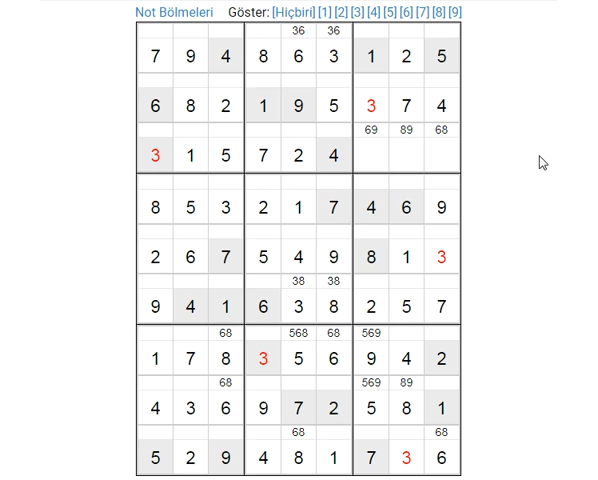 Not Bölmeleri Göster: [Hiçbiri] [1] [2] [3] [4] [5] [6] [7] [8] [9]
36 36
7 9 4 8 6 3 1 2 5
6 8 2 1 9 5 3 7 4
69 89 68
3 1 5 7 2 4
8 5 3 2 1 7 4 6 9
2 6 7 5 4 9 8 1 3
38 38
9 4 1 6 3 8 2 5 7
68 568 68 569
1 7 8 3 5 6 9 4 2
68 569 89
4 3 6 9 7 2 5 8 1
68 68
5 2 9 4 8 1 7 3 6